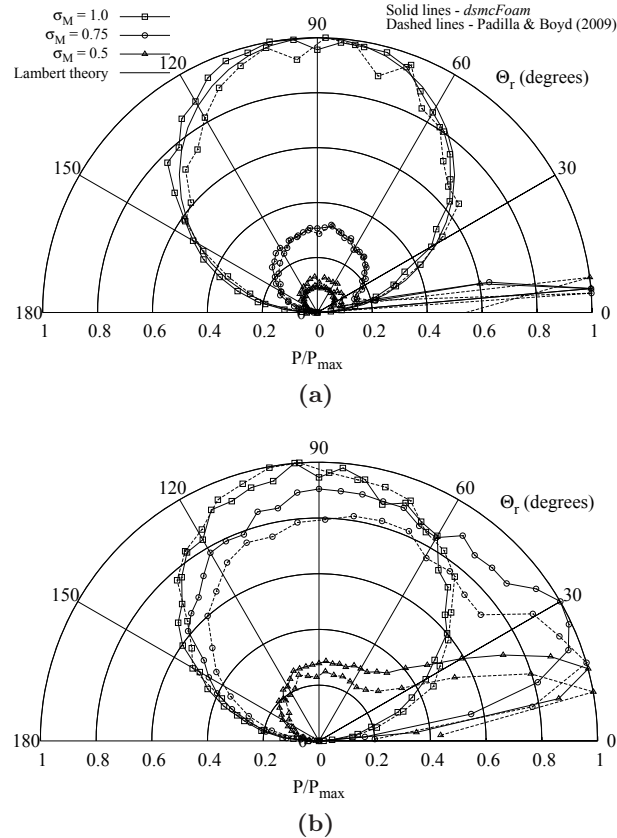 σM = 1.0
σM = 0.75
σM = 0.5
Lambert theory
Solid lines - dsmcFoam
Dashed lines - Padilla & Boyd (2009)
90
120
60
Θr (degrees)
150
30
180
0
0
1 0.8 0.6 0.4 0.2 0 0.2 0.4 0.6 0.8 1
P/Pmax
(a)
90
120
60
Θr (degrees)
150
30
180
0
0
1 0.8 0.6 0.4 0.2 0 0.2 0.4 0.6 0.8 1
P/Pmax
(b)